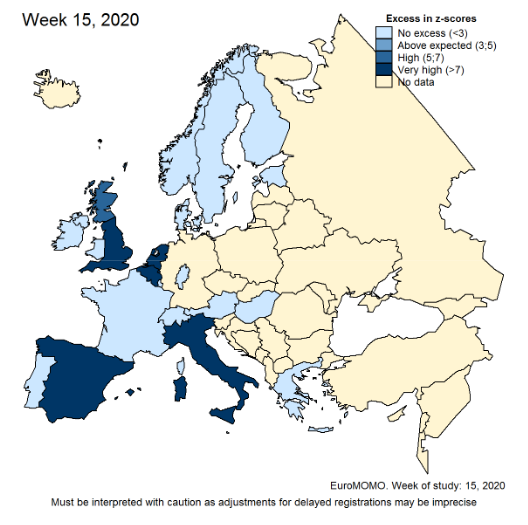 Week 15, 2020
Excess in z-scores
No excess (<3)
Above expected (3;5)
High (5;7)
Very high (>7)
No data
EuroMOMO. Week of study: 15, 2020
Must be interpreted with caution as adjustments for delayed registrations may be imprecise